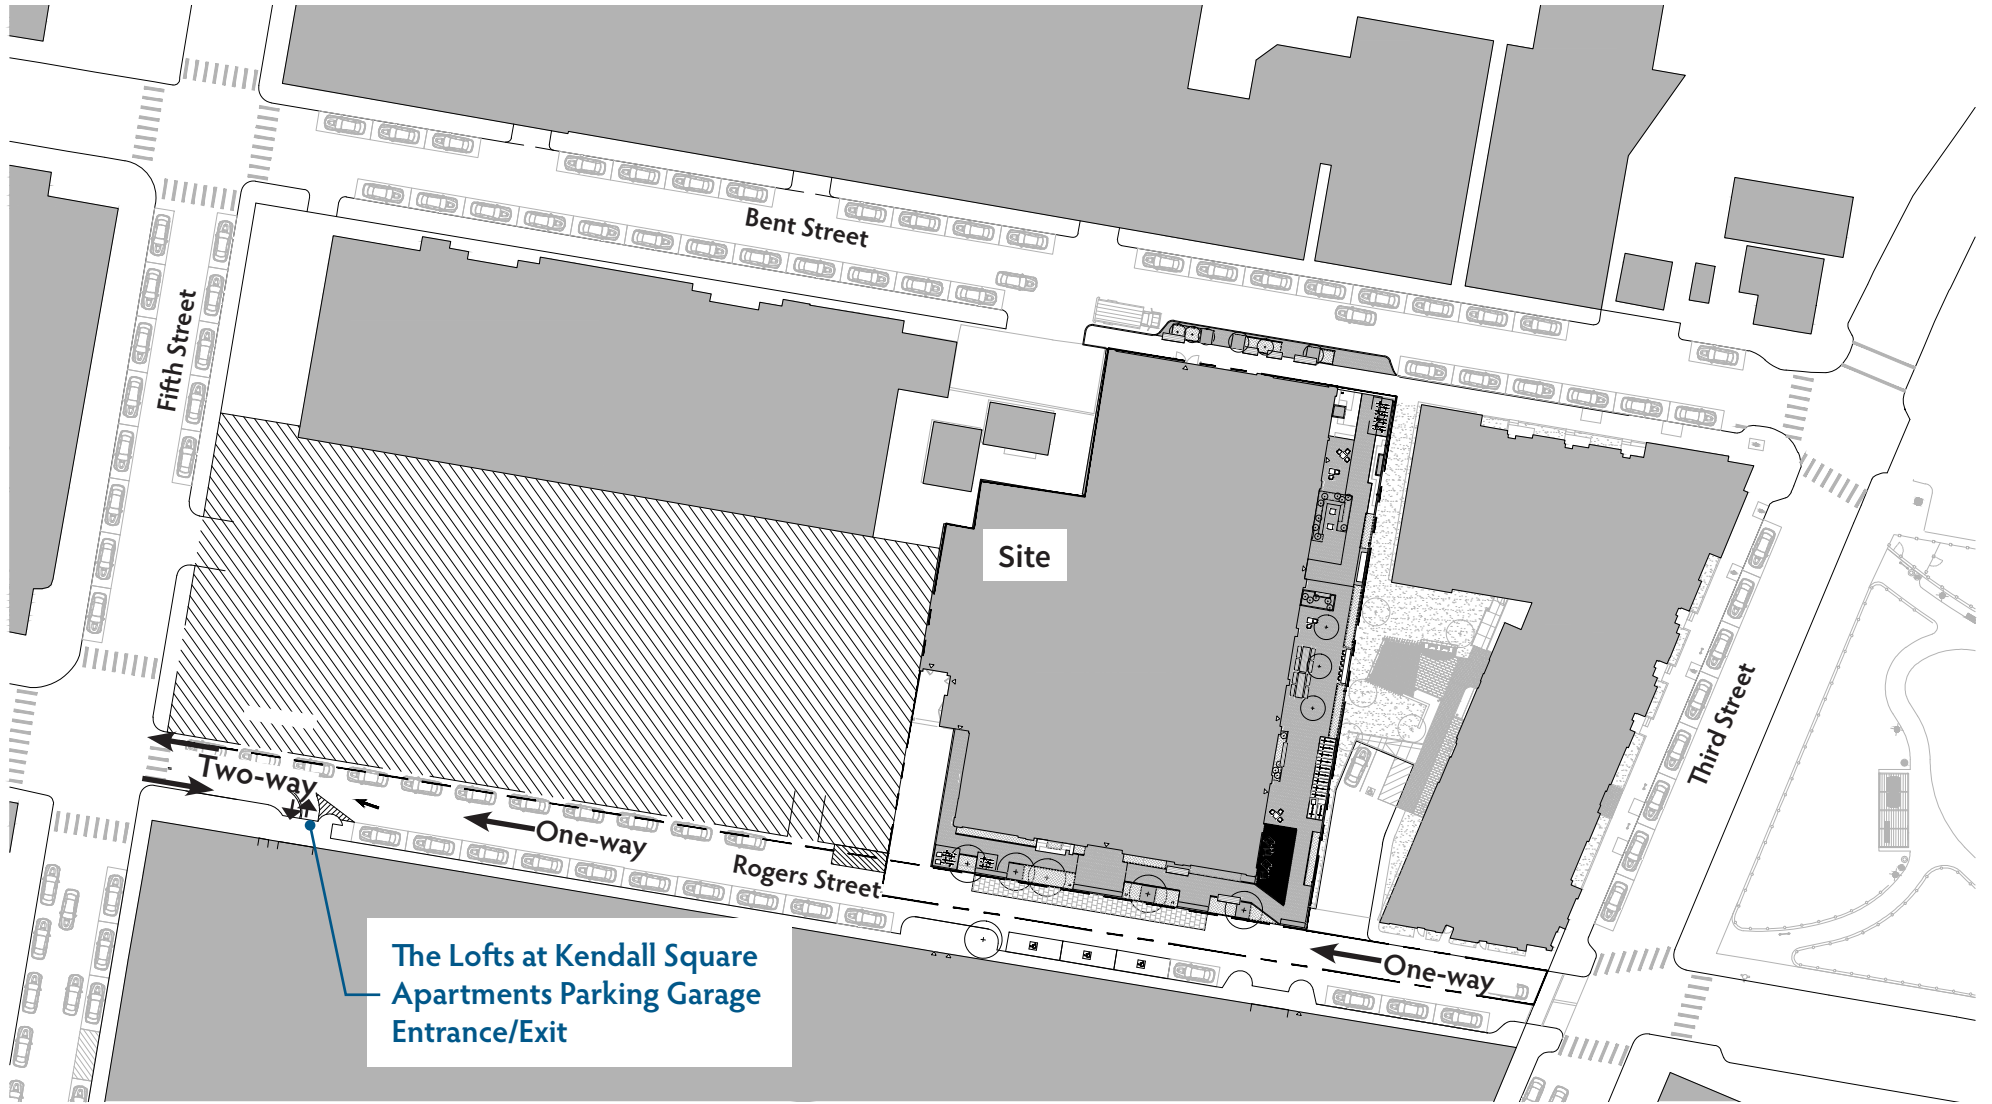 Bent Street
Fifth Street
Site
Third Street
Two-way
One-way
Rogers Street
One-way
The Lofts at Kendall Square
Apartments Parking Garage
Entrance/Exit